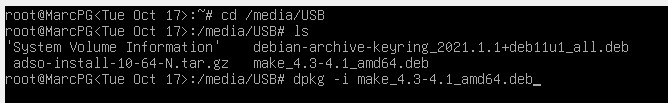 root@MarcPG<Tue Oct 17>:~# cd /media/USB
root@MarcPG<Tue Oct 17>:/media/USB# ls
'System Volume Information'    debian-archive-keyring_2021.1.1+deb11u1_all.deb
 adso-install-10-64-N.tar.gz   make_4.3-4.1_amd64.deb
root@MarcPG<Tue Oct 17>:/media/USB# dpkg -i make_4.3-4.1_amd64.deb_